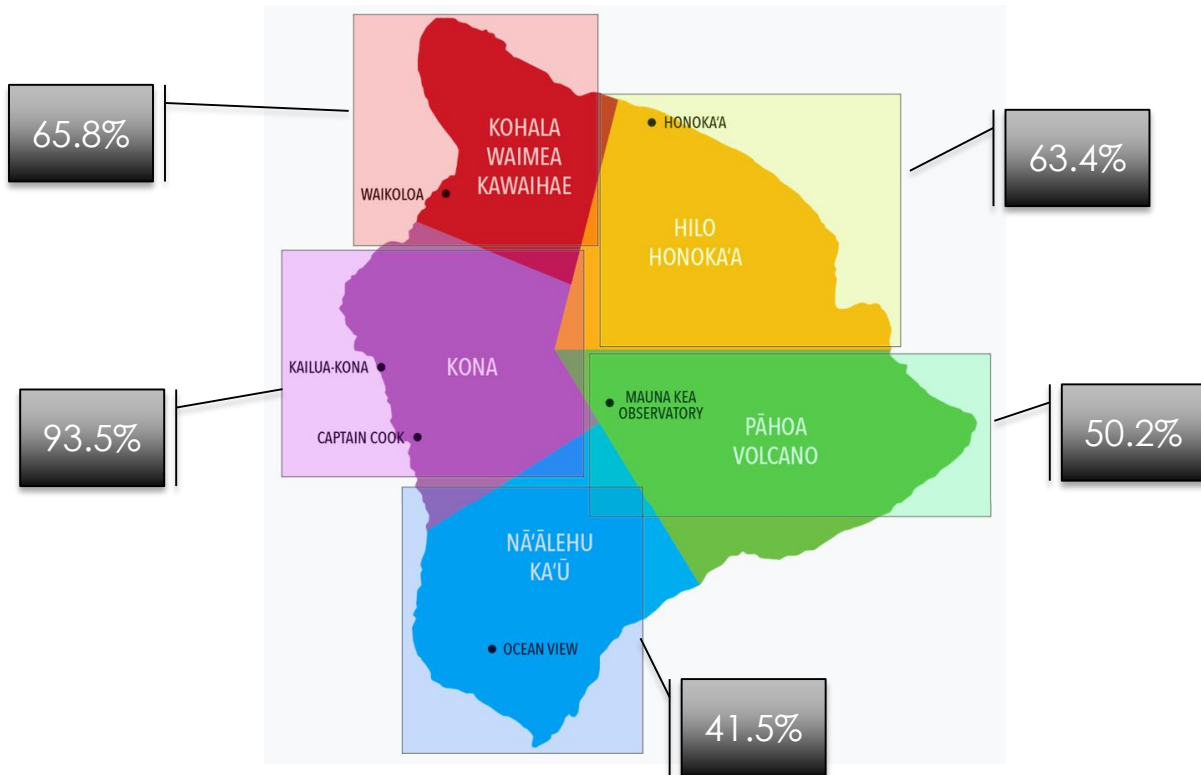 65.8%
KOHALA
WAIMEA
KAWAIHAE
WAIKOLOA
HONOKA‘A
63.4%
HILO
HONOKA‘A
KAILUA-KONA
KONA
CAPTAIN COOK
93.5%
MAUNA KEA
OBSERVATORY
PĀHOA
VOLCANO
50.2%
NĀ‘ĀLEHU
KA‘Ū
OCEAN VIEW
41.5%